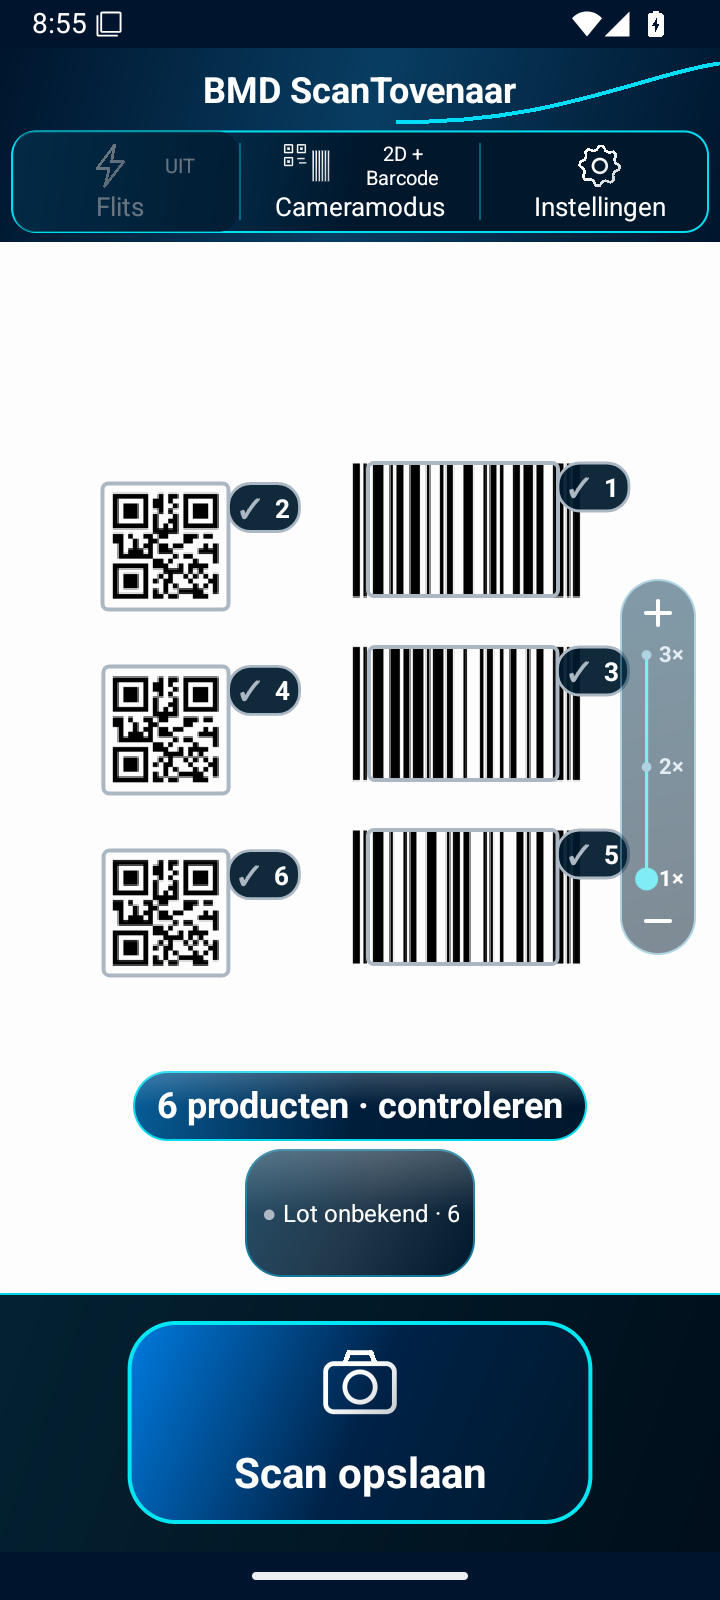 8:55
BMD ScanTovenaar
UIT
Flits
2D +
Barcode
Cameramodus
Instellingen
✓ 2
✓ 1
✓ 4
✓ 3
✓ 6
✓ 5
+
3×
2×
1×
−
6 producten · controleren
Lot onbekend · 6
Scan opslaan